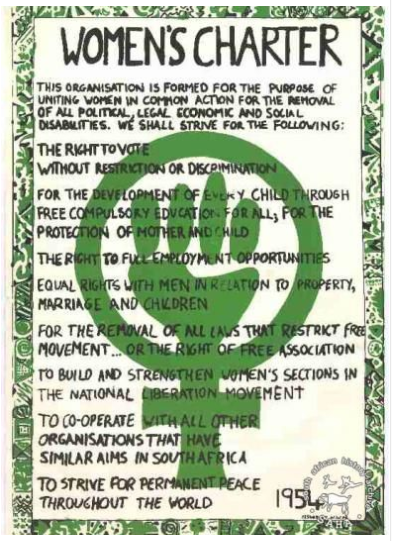 WOMEN'S CHARTER
THIS ORGANISATION IS FORMED FOR THE PURPOSE OF
UNITING WOMEN IN COMMON ACTION FOR THE REMOVAL
OF ALL POLITICAL, LEGAL ECONOMIC AND SOCIAL
DISABILITIES. WE SHALL STRIVE FOR THE FOLLOWING:
THE RIGHT TO VOTE
WITHOUT RESTRICTION OR DISCRIMINATION
FOR THE DEVELOPMENT OF EVERY CHILD THROUGH
FREE COMPULSORY EDUCATION FOR ALL; FOR THE
PROTECTION OF MOTHER AND CHILD
THE RIGHT TO FULL EMPLOYMENT OPPORTUNITIES
EQUAL RIGHTS WITH MEN IN RELATION TO PROPERTY,
MARRIAGE AND CHILDREN
FOR THE REMOVAL OF ALL LAWS THAT RESTRICT FREE
MOVEMENT... OR THE RIGHT OF FREE ASSOCIATION
TO BUILD AND STRENGTHEN WOMEN'S SECTIONS IN
THE NATIONAL LIBERATION MOVEMENT
TO CO-OPERATE WITH ALL OTHER
ORGANISATIONS THAT HAVE
SIMILAR AIMS IN SOUTH AFRICA
TO STRIVE FOR PERMANENT PEACE
THROUGHOUT THE WORLD
1954